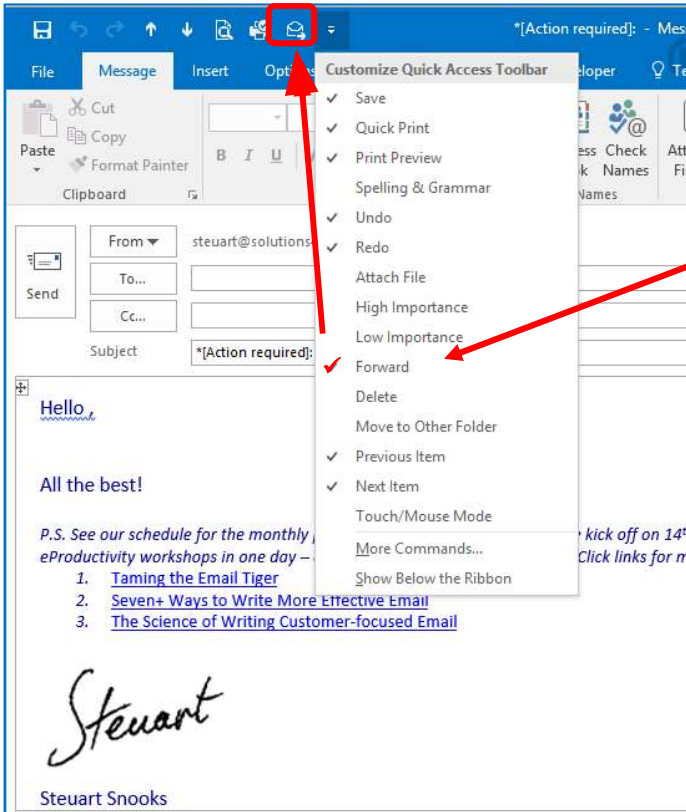 *[Action required]: - Mes
File Message Insert Opti Customize Quick Access Toolbar loper Te
Save
Quick Print
Print Preview
Spelling & Grammar
Undo
Redo
Attach File
High Importance
Low Importance
Forward
Delete
Move to Other Folder
Previous Item
Next Item
Touch/Mouse Mode
More Commands...
Show Below the Ribbon
Cut
Copy
Paste
Format Painter
Clipboard
B I U
ess Check Att
k Names Fi
Names
From steuart@solutions
To...
Send
Cc...
Subject *[Action required]:
Hello ,
All the best!
P.S. See our schedule for the monthly kick off on 14th
eProductivity workshops in one day – Click links for m
1. Taming the Email Tiger
2. Seven+ Ways to Write More Effective Email
3. The Science of Writing Customer-focused Email
Steuart
Steuart Snooks